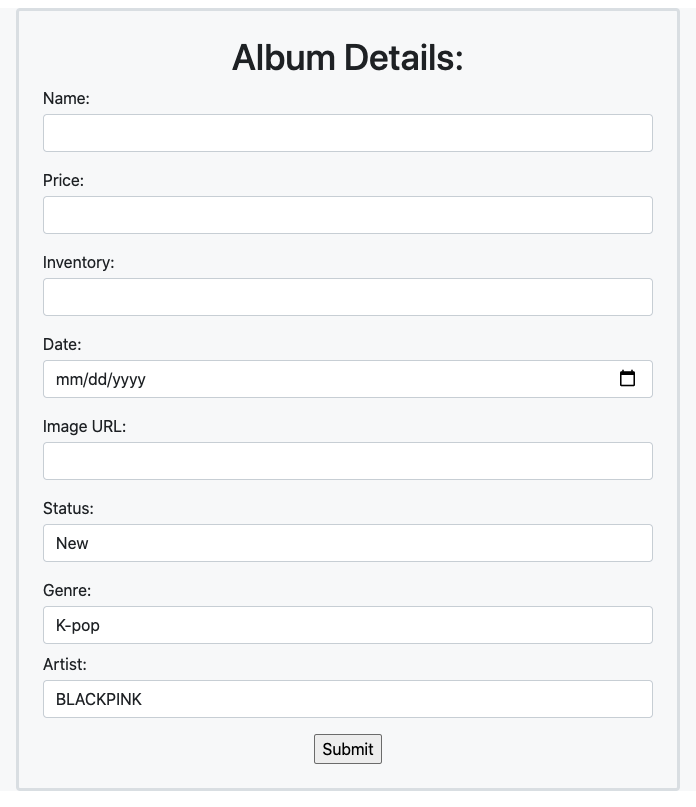 Album Details:
Name:
Price:
Inventory:
Date:
mm/dd/yyyy
Image URL:
Status:
New
Genre:
K-pop
Artist:
BLACKPINK
Submit